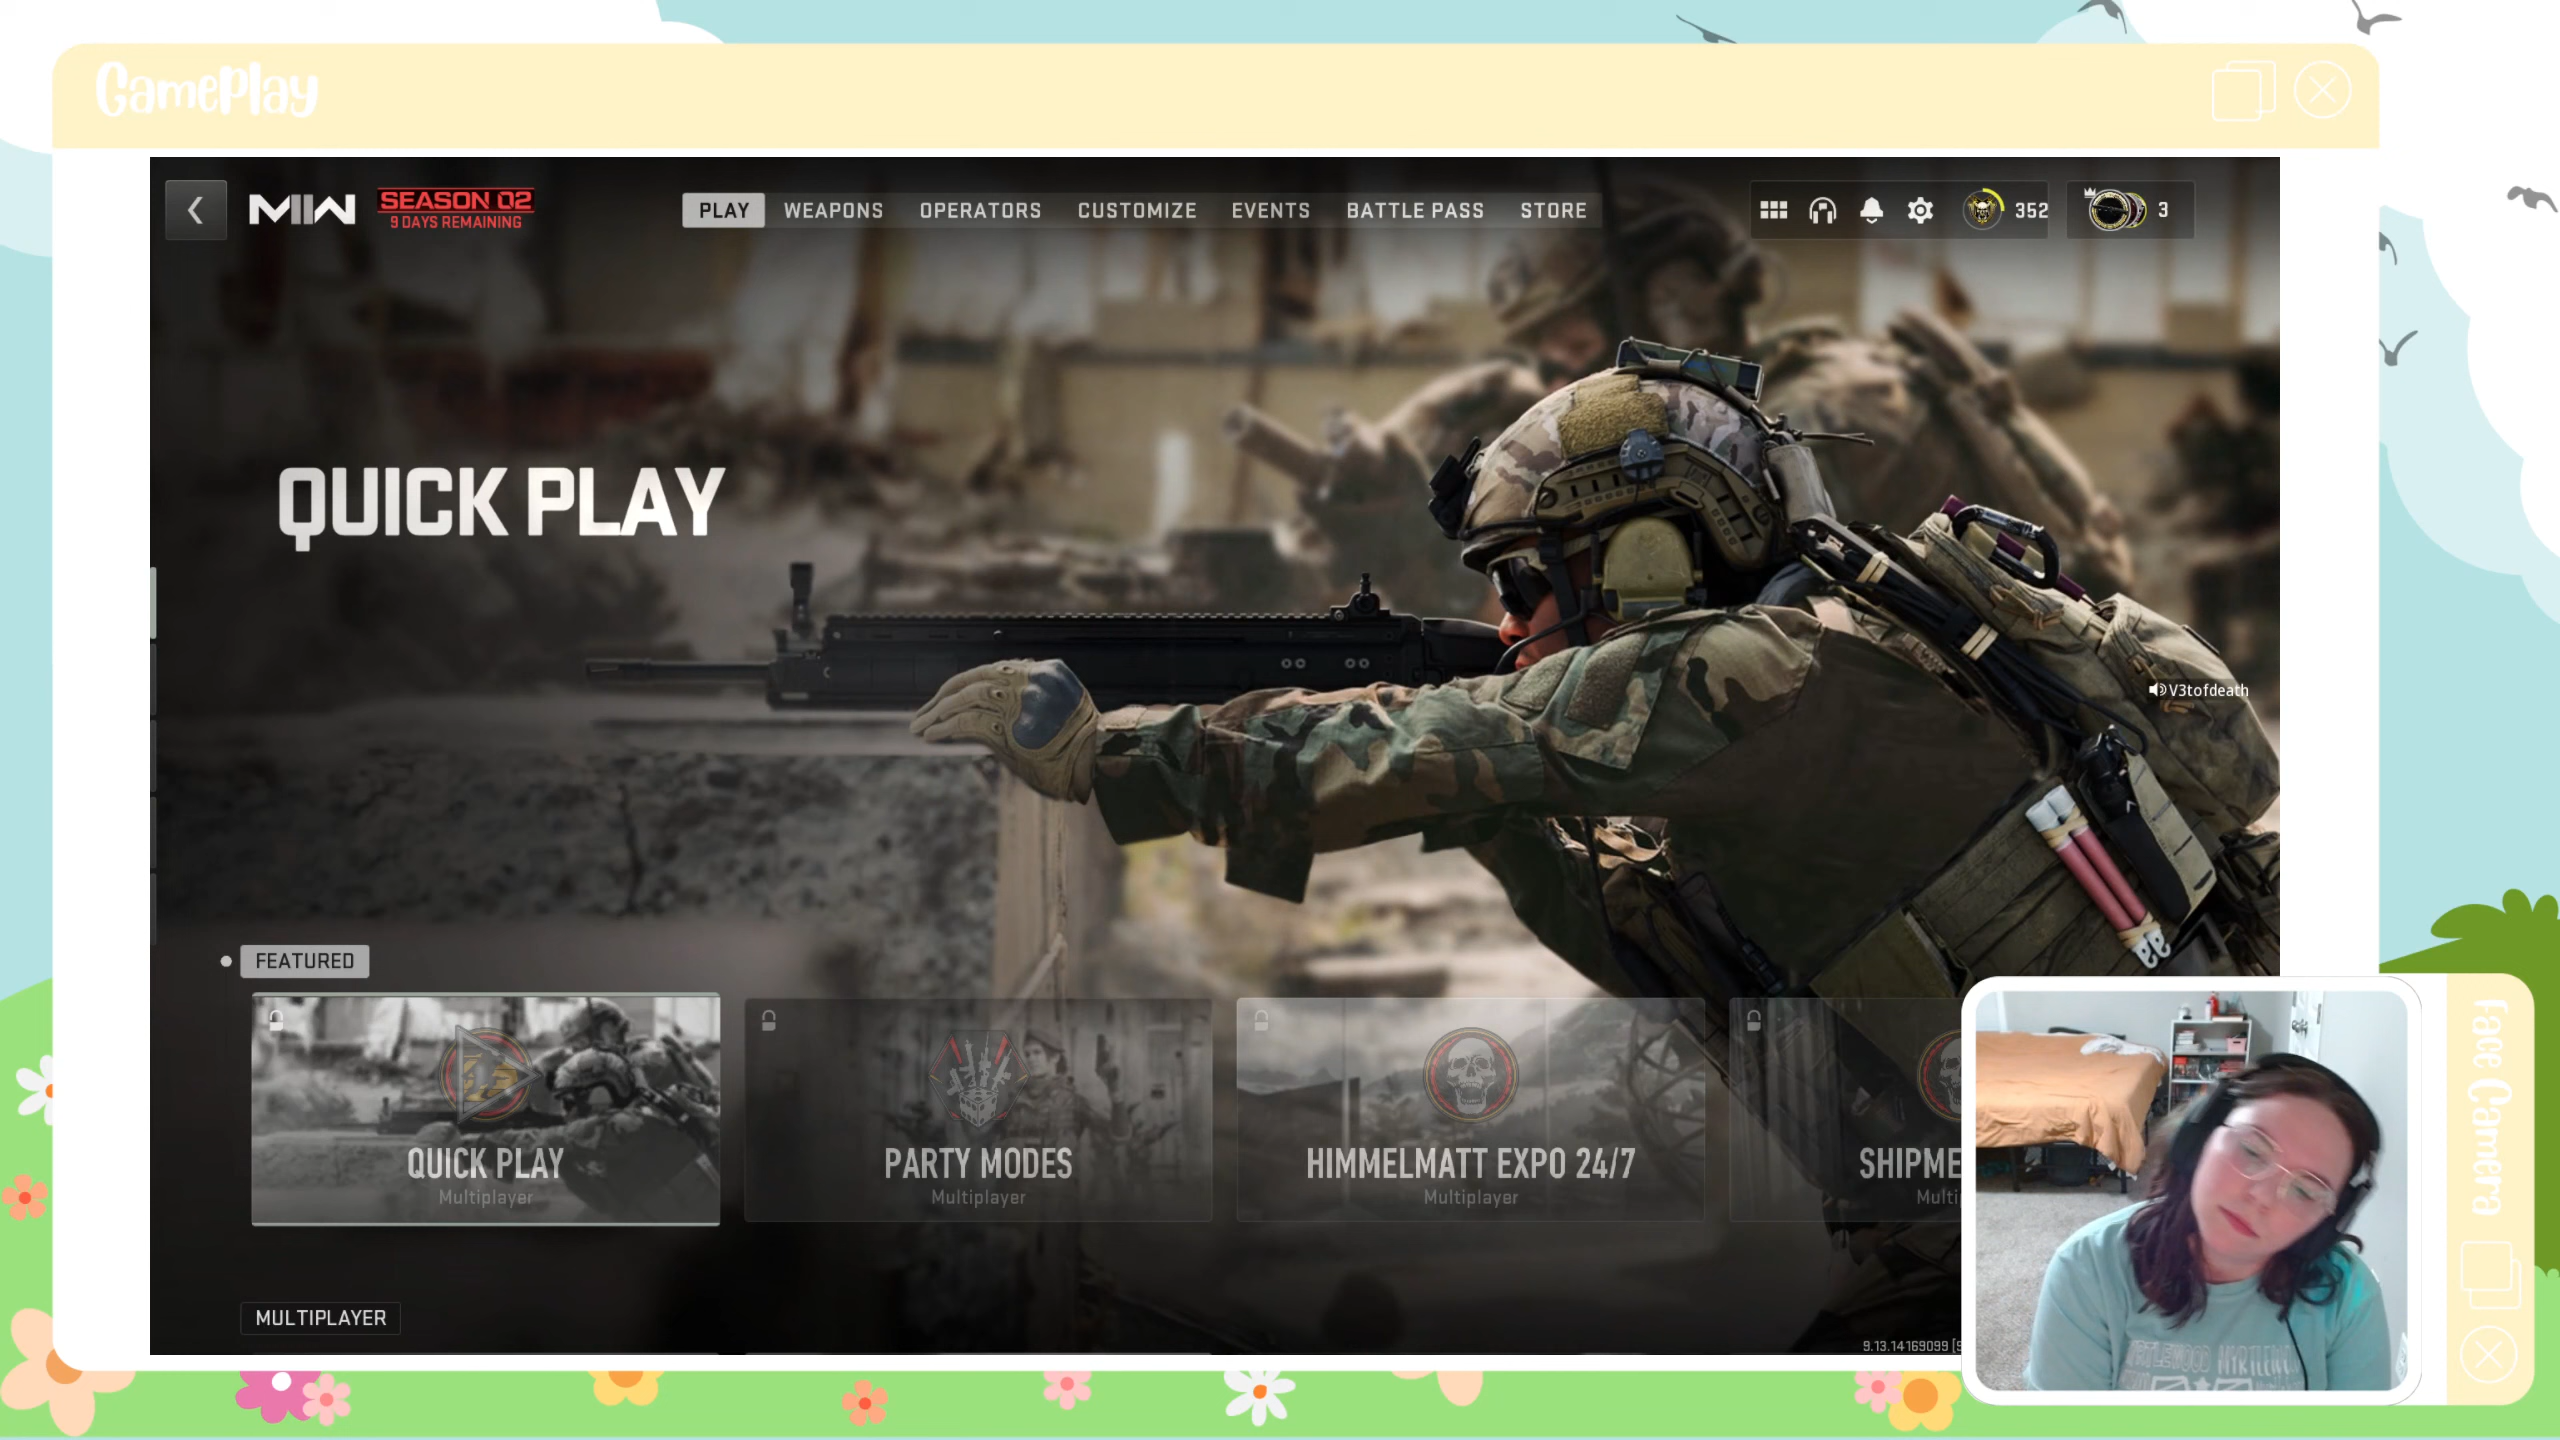 GamePlay
MWII
SEASON 02
9 DAYS REMAINING
PLAY
WEAPONS
OPERATORS
CUSTOMIZE
EVENTS
BATTLE PASS
STORE
352
3
QUICK PLAY
V3tofdeath
FEATURED
QUICK PLAY
Multiplayer
PARTY MODES
Multiplayer
HIMMELMATT EXPO 24/7
Multiplayer
SHIPME
Multi
MULTIPLAYER
9.13.14169099 [
face Camera